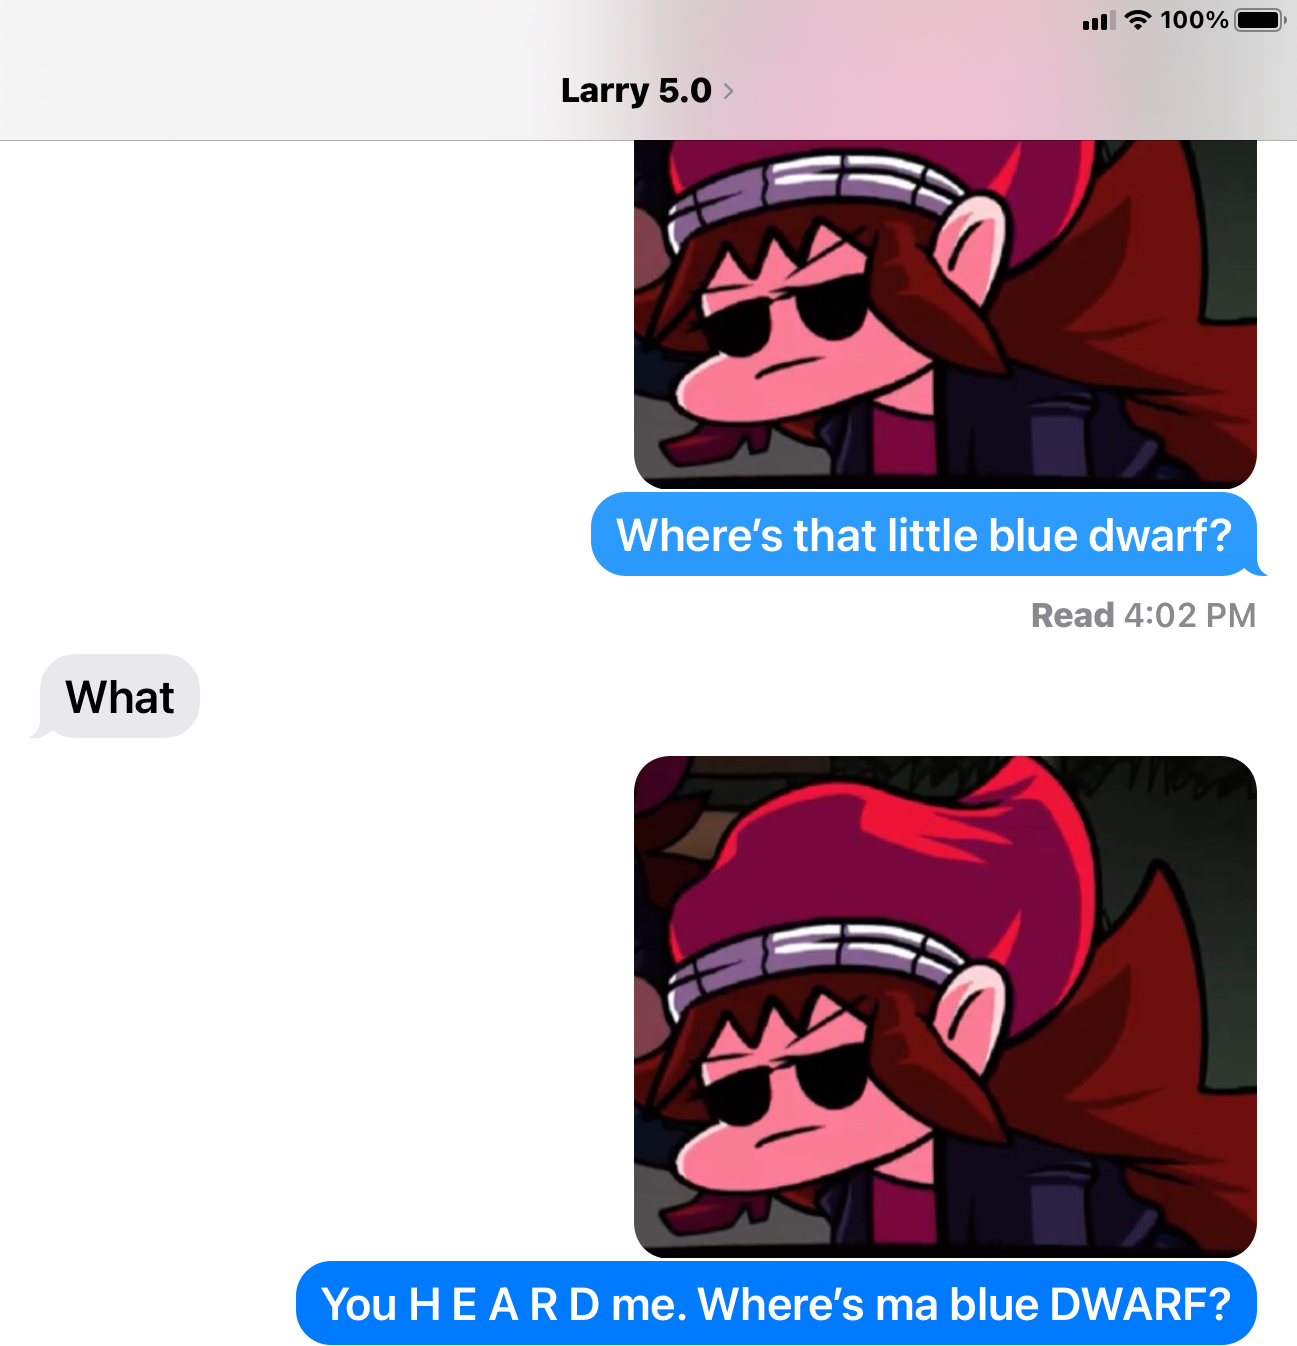 100%
Larry 5.0
Where’s that little blue dwarf?
Read 4:02 PM
What
You H E A R D me. Where’s ma blue DWARF?